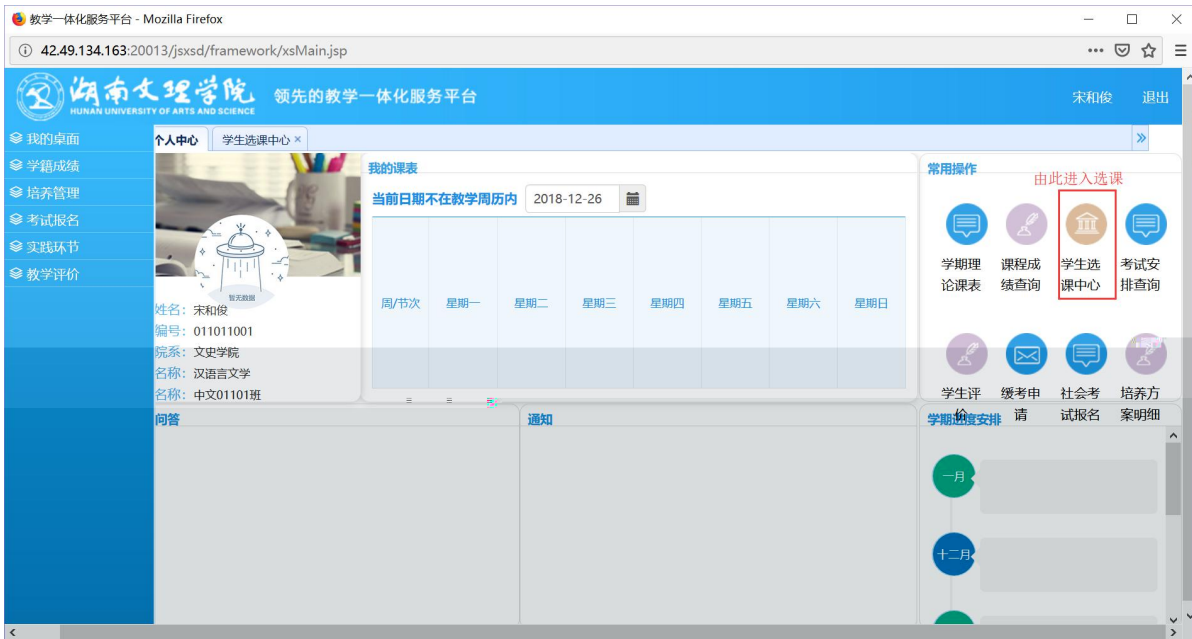 教学一体化服务平台 - Mozilla Firefox
42.49.134.163:20013/jsxsd/framework/xsMain.jsp
湖南文理学院
HUNAN UNIVERSITY OF ARTS AND SCIENCE
领先的教学一体化服务平台
宋和俊 退出
我的桌面
学籍成绩
培养管理
考试报名
实践环节
教学评价
个人中心 学生选课中心 ×
暂无数据
姓名：宋和俊
编号：011011001
院系：文史学院
名称：汉语言文学
名称：中文01101班
我的课表
当前日期不在教学周历内 2018-12-26
周/节次 星期一 星期二 星期三 星期四 星期五 星期六 星期日
常用操作
由此进入选课
学期理论课表
课程成绩查询
学生选课中心
考试安排查询
学生评价
缓考申请
社会考试报名
培养方案明细
问答
通知
学期进度安排
一月
十二月